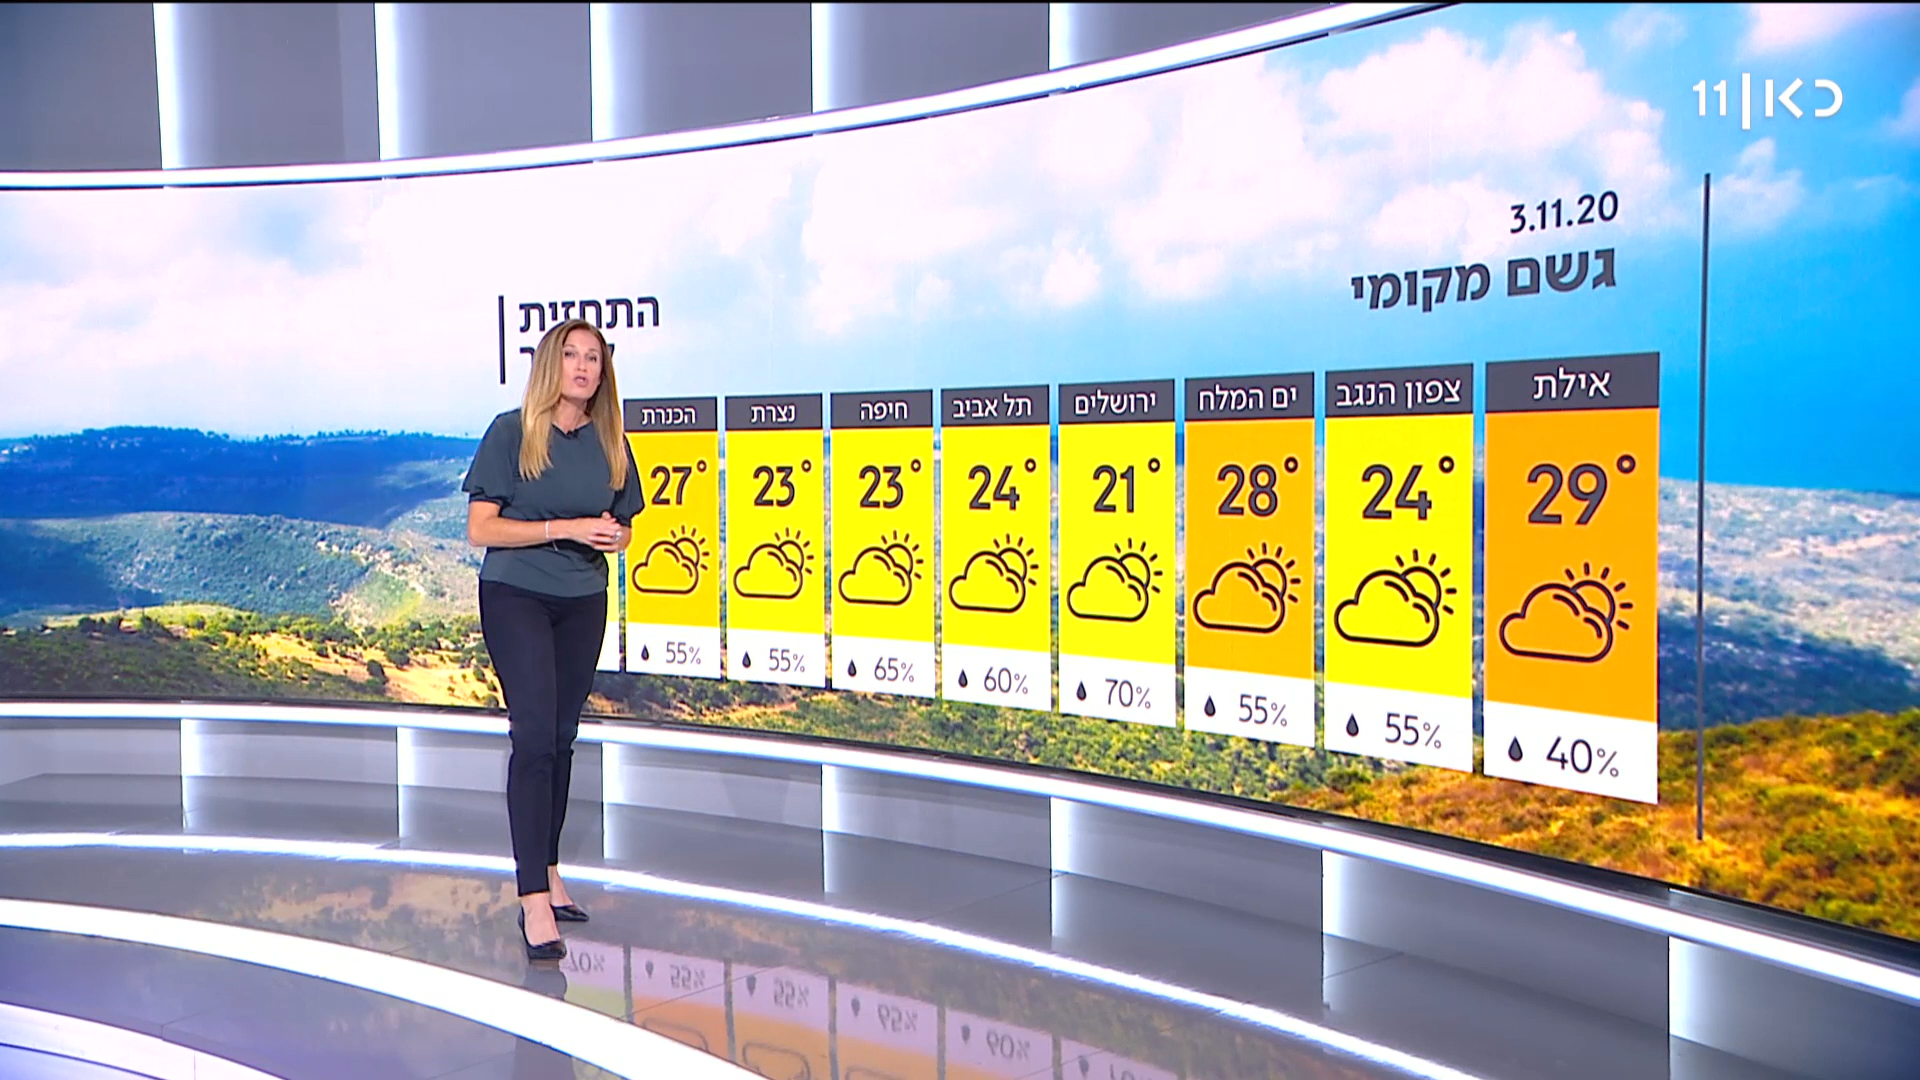 כאן 11
3.11.20
גשם מקומי
התחזית
אילת
29°
40%
צפון הנגב
24°
55%
ים המלח
28°
55%
ירושלים
21°
70%
תל אביב
24°
60%
חיפה
23°
65%
נצרת
23°
55%
הכנרת
27°
55%